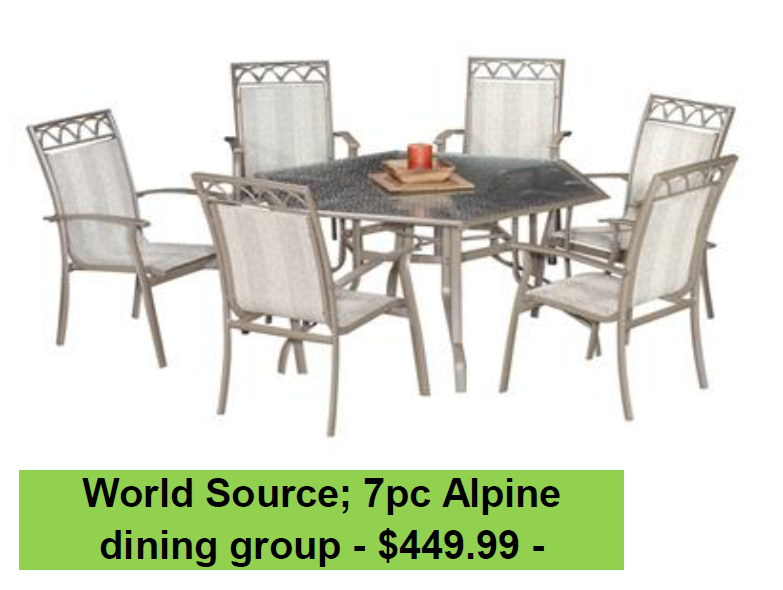 World Source; 7pc Alpine
dining group - $449.99 -